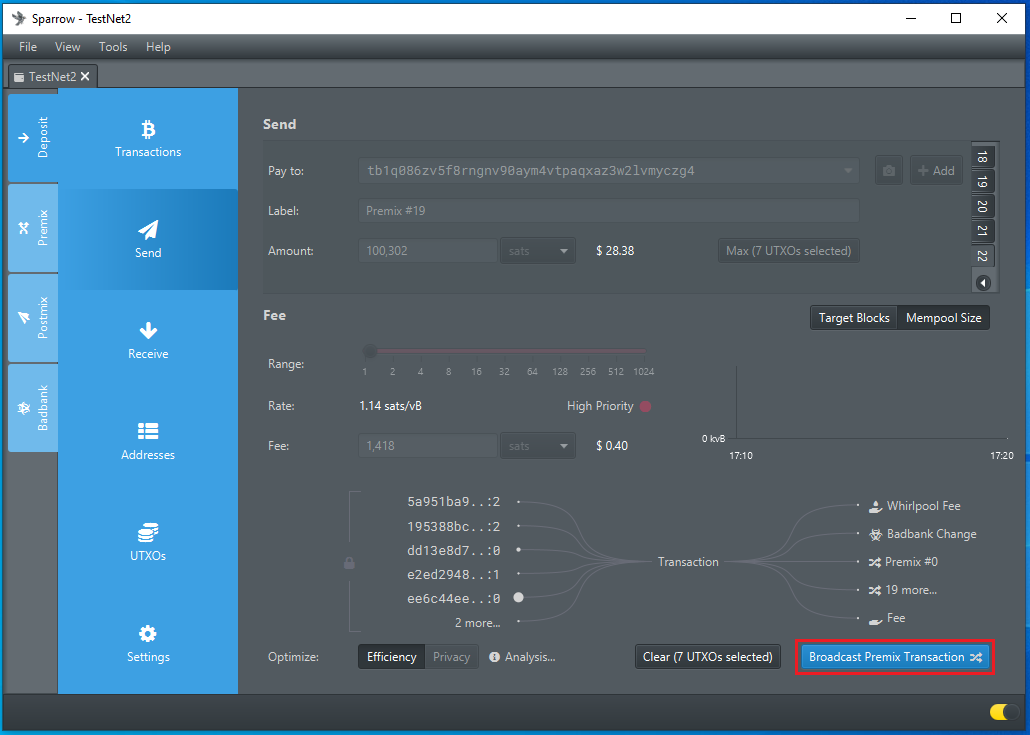 Sparrow - TestNet2
File View Tools Help
TestNet2
Deposit
Premix
Postmix
Badbank
Transactions
Send
Receive
Addresses
UTXOs
Settings
Send
Pay to: tb1q086zv5f8rngnv90aym4vtpaqxaz3w2lvmyczg4 + Add
Label: Premix #19
Amount: 100,302 sats $ 28.38 Max (7 UTXOs selected)
18
19
20
21
22
Fee
Target Blocks Mempool Size
Range:
1 2 4 8 16 32 64 128 256 512 1024
Rate: 1.14 sats/vB High Priority
Fee: 1,418 sats $ 0.40
0 kvB
17:10 17:20
5a951ba9..:2
195388bc..:2
dd13e8d7..:0
e2ed2948..:1
ee6c44ee..:0
2 more...
Transaction
Whirlpool Fee
Badbank Change
Premix #0
19 more...
Fee
Optimize: Efficiency Privacy Analysis... Clear (7 UTXOs selected) Broadcast Premix Transaction